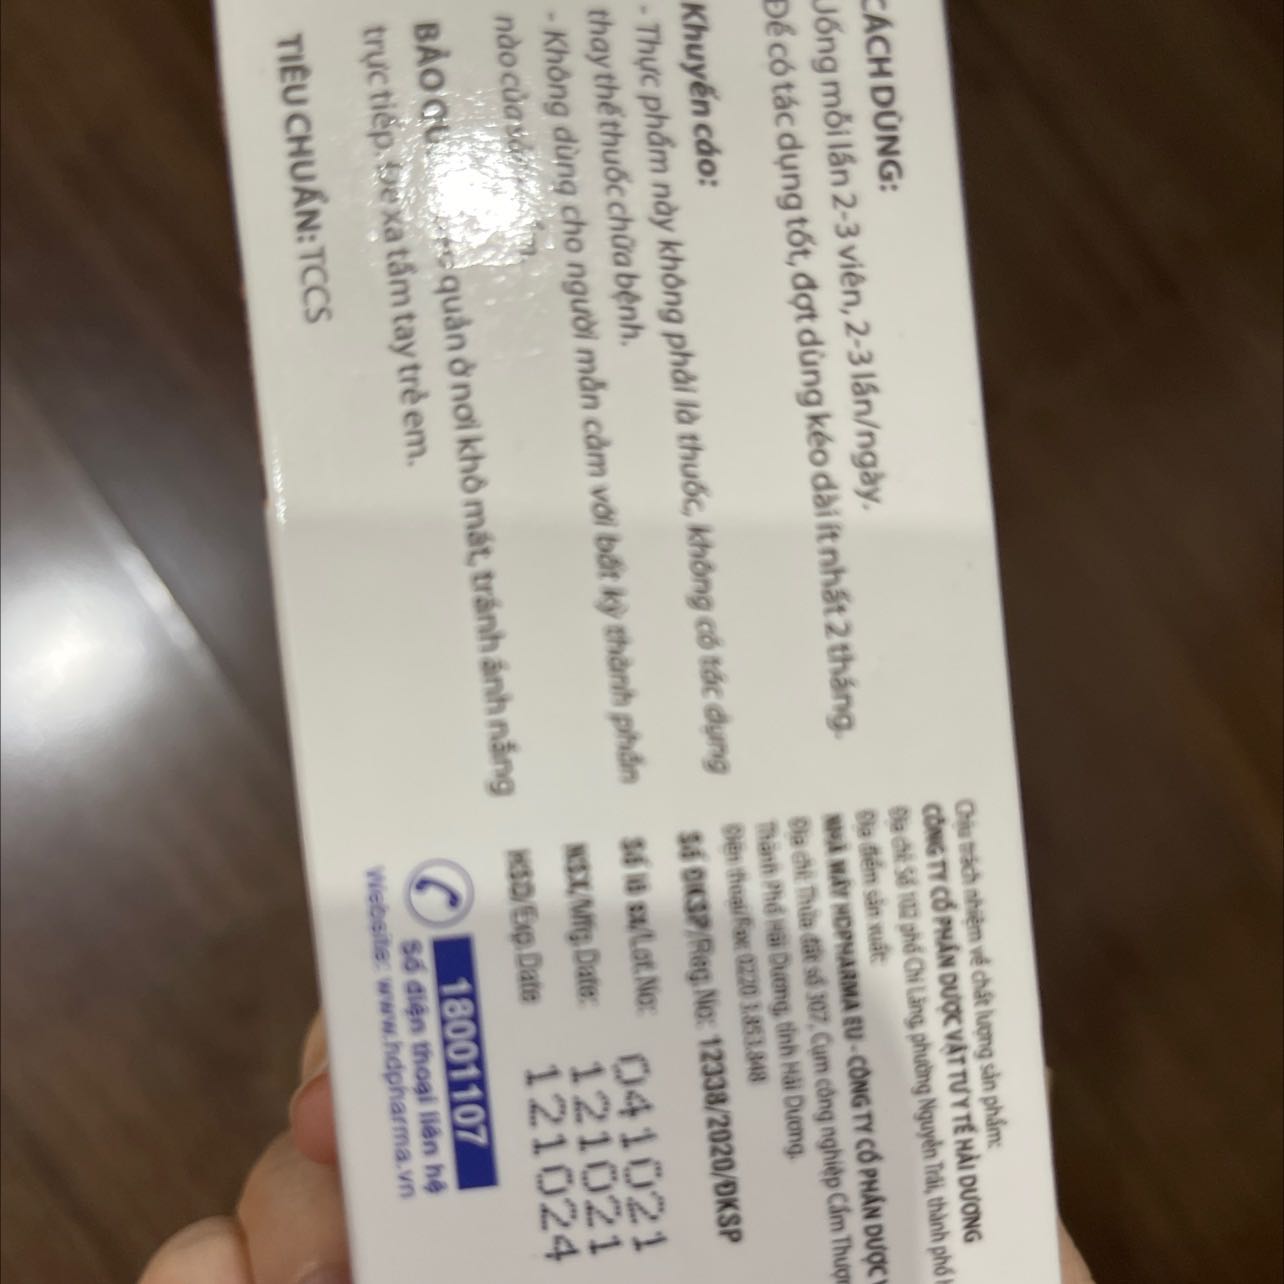 CÁCH DÙNG:
Uống mỗi lần 2-3 viên, 2-3 lần/ngày.
Để có tác dụng tốt, đợt dùng kéo dài ít nhất 2 tháng.
Khuyến cáo:
- Thực phẩm này không phải là thuốc, không có tác dụng
thay thế thuốc chữa bệnh.
- Không dùng cho người mẫn cảm với bất kỳ thành phần
nào của
BẢO quản ở nơi khô mát, tránh ánh nắng
trực tiếp. Để xa tầm tay trẻ em.
TIÊU CHUẨN: TCCS
Chịu trách nhiệm về chất lượng sản phẩm:
CÔNG TY CỔ PHẦN DƯỢC VẬT TƯ Y TẾ HẢI DƯƠNG
Địa chỉ: Số 102 phố Chi Lăng, phường Nguyễn Trãi, thành phố
Địa điểm sản xuất:
NHÀ MÁY HDPHARMA EU - CÔNG TY CỔ PHẦN DƯỢC
Địa chỉ: Thửa đất số 307, Cụm công nghiệp Cẩm Thượng
Thành Phố Hải Dương, tỉnh Hải Dương.
Điện thoại/Fax: 0220 3.853.848
Số ĐKSP/Reg.No: 12338/2020/ĐKSP
Số lô sx/Lot.No: 041021
NSX/Mfg.Date: 121021
HSD/Exp.Date 121024
18001107
Số điện thoại liên hệ
Website: www.hdpharma.vn